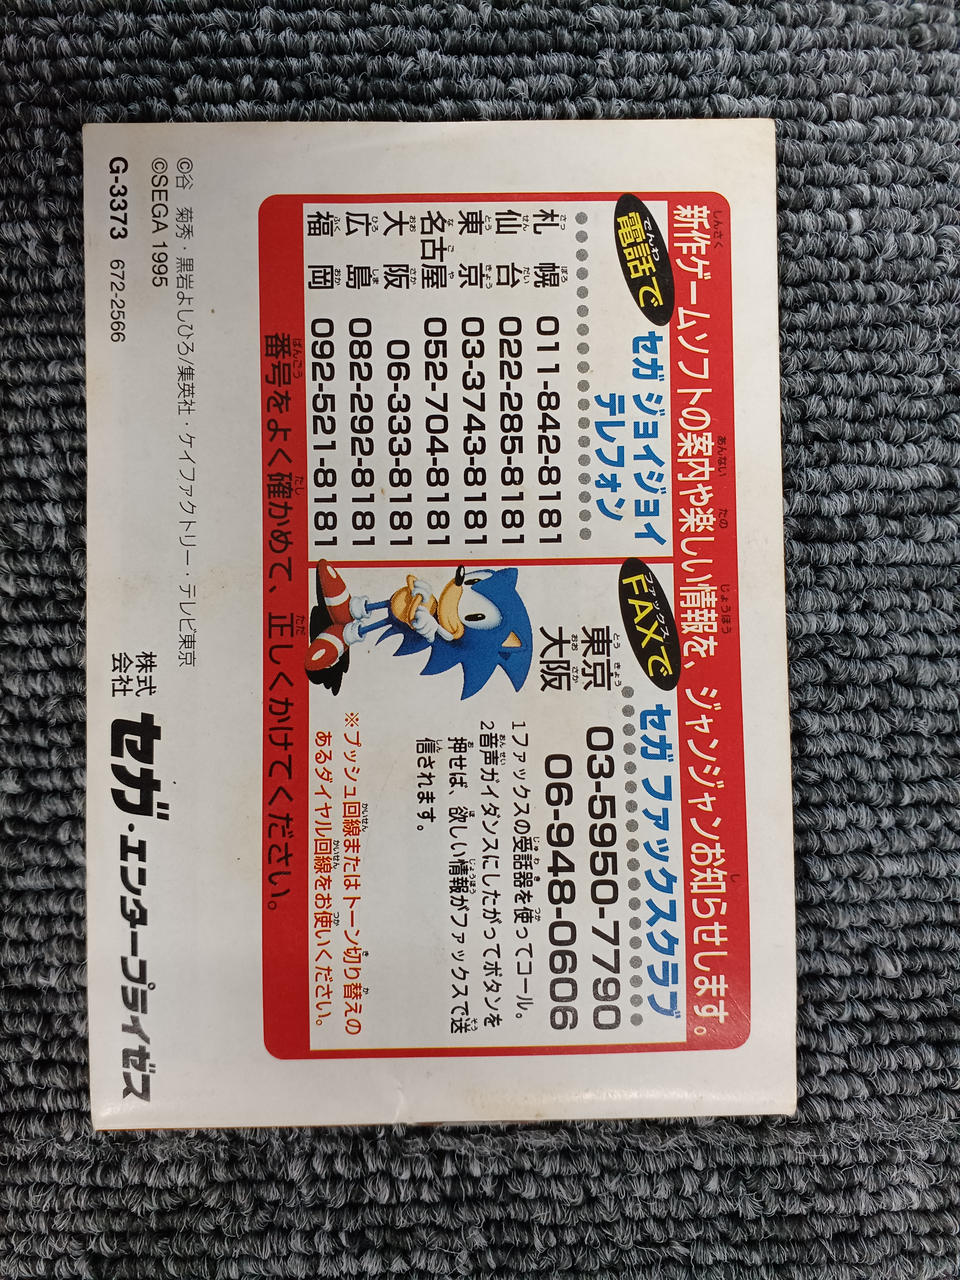 新作ゲームソフトの案内や楽しい情報を、ジャンジャンお知らせします。
電話で セガ ジョイジョイ
テレフォン
札幌 011-842-8181
仙台 022-285-8181
東京 03-3743-8181
名古屋 052-704-8181
大阪 06-333-8181
広島 082-292-8181
福岡 092-521-8181
FAXで セガ ファックスクラブ
東京 03-5950-7790
大阪 06-948-0606
1ファックスの受話器を使ってコール。
2音声ガイダンスにしたがってボタンを
押せば、欲しい情報がファックスで送
信されます。
※プッシュ回線またはトーン切り替えの
あるダイヤル回線をお使いください。
番号をよく確かめて、正しくかけてください。
©谷 菊秀・黒岩よしひろ/集英社・ケイファクトリー・テレビ東京
©SEGA 1995
G-3373 672-2566
株式会社 セガ・エンタープライゼス